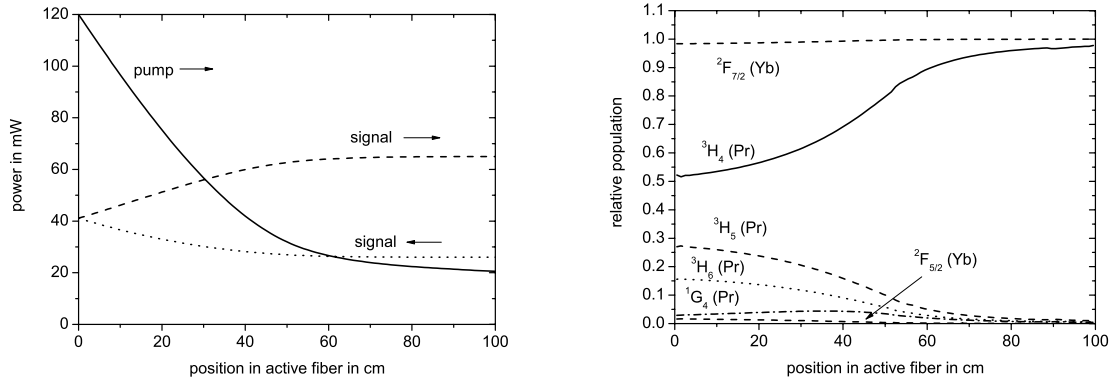 120
100
80
60
40
20
0
power in mW
pump
signal
signal
0 20 40 60 80 100
position in active fiber in cm
1.1
1.0
0.9
0.8
0.7
0.6
0.5
0.4
0.3
0.2
0.1
0.0
relative population
²F₇/₂ (Yb)
³H₄ (Pr)
³H₅ (Pr)
³H₆ (Pr)
²F₅/₂ (Yb)
¹G₄ (Pr)
0 20 40 60 80 100
position in active fiber in cm